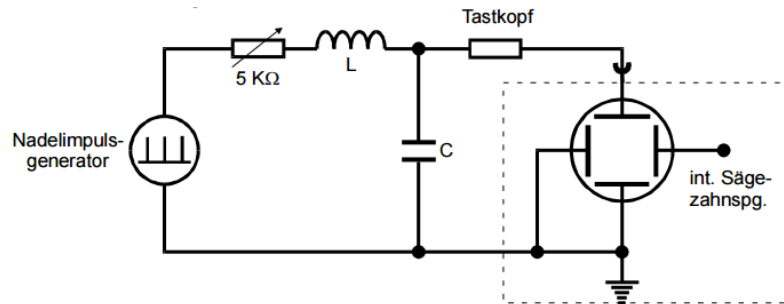 Tastkopf
5 KΩ
L
Nadelimpuls-
generator
C
int. Säge-
zahnspg.